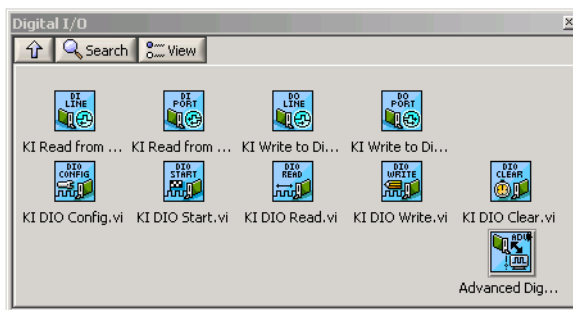 Digital I/O
Search View
DI LINE DI PORT DO LINE DO PORT
KI Read from ... KI Read from ... KI Write to Di... KI Write to Di...
DIO CONFIG DIO START DIO READ DIO WRITE DIO CLEAR
KI DIO Config.vi KI DIO Start.vi KI DIO Read.vi KI DIO Write.vi KI DIO Clear.vi
ADV
Advanced Dig...